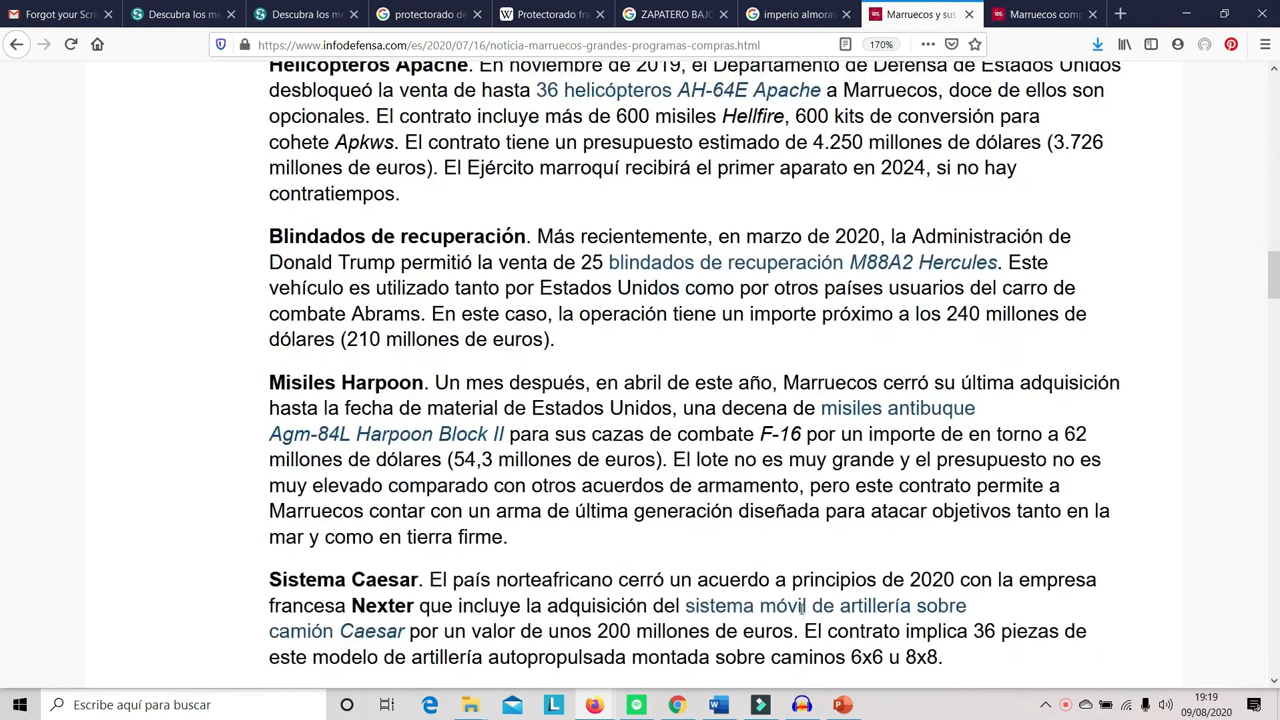 Forgot your Scri
Descubra los me
Descubra los me
protectorado de
Protectorado fra
ZAPATERO BAJO
imperio almorav
Marruecos y sus
Marruecos comp
https://www.infodefensa.com/es/2020/07/16/noticia-marruecos-grandes-programas-compras.html
170%
Helicópteros Apache. En noviembre de 2019, el Departamento de Defensa de Estados Unidos
desbloqueó la venta de hasta 36 helicópteros AH-64E Apache a Marruecos, doce de ellos son
opcionales. El contrato incluye más de 600 misiles Hellfire, 600 kits de conversión para
cohete Apkws. El contrato tiene un presupuesto estimado de 4.250 millones de dólares (3.726
millones de euros). El Ejército marroquí recibirá el primer aparato en 2024, si no hay
contratiempos.
Blindados de recuperación. Más recientemente, en marzo de 2020, la Administración de
Donald Trump permitió la venta de 25 blindados de recuperación M88A2 Hercules. Este
vehículo es utilizado tanto por Estados Unidos como por otros países usuarios del carro de
combate Abrams. En este caso, la operación tiene un importe próximo a los 240 millones de
dólares (210 millones de euros).
Misiles Harpoon. Un mes después, en abril de este año, Marruecos cerró su última adquisición
hasta la fecha de material de Estados Unidos, una decena de misiles antibuque
Agm-84L Harpoon Block II para sus cazas de combate F-16 por un importe de en torno a 62
millones de dólares (54,3 millones de euros). El lote no es muy grande y el presupuesto no es
muy elevado comparado con otros acuerdos de armamento, pero este contrato permite a
Marruecos contar con un arma de última generación diseñada para atacar objetivos tanto en la
mar y como en tierra firme.
Sistema Caesar. El país norteafricano cerró un acuerdo a principios de 2020 con la empresa
francesa Nexter que incluye la adquisición del sistema móvil de artillería sobre
camión Caesar por un valor de unos 200 millones de euros. El contrato implica 36 piezas de
este modelo de artillería autopropulsada montada sobre caminos 6x6 u 8x8.
Escribe aquí para buscar
19:19
09/08/2020